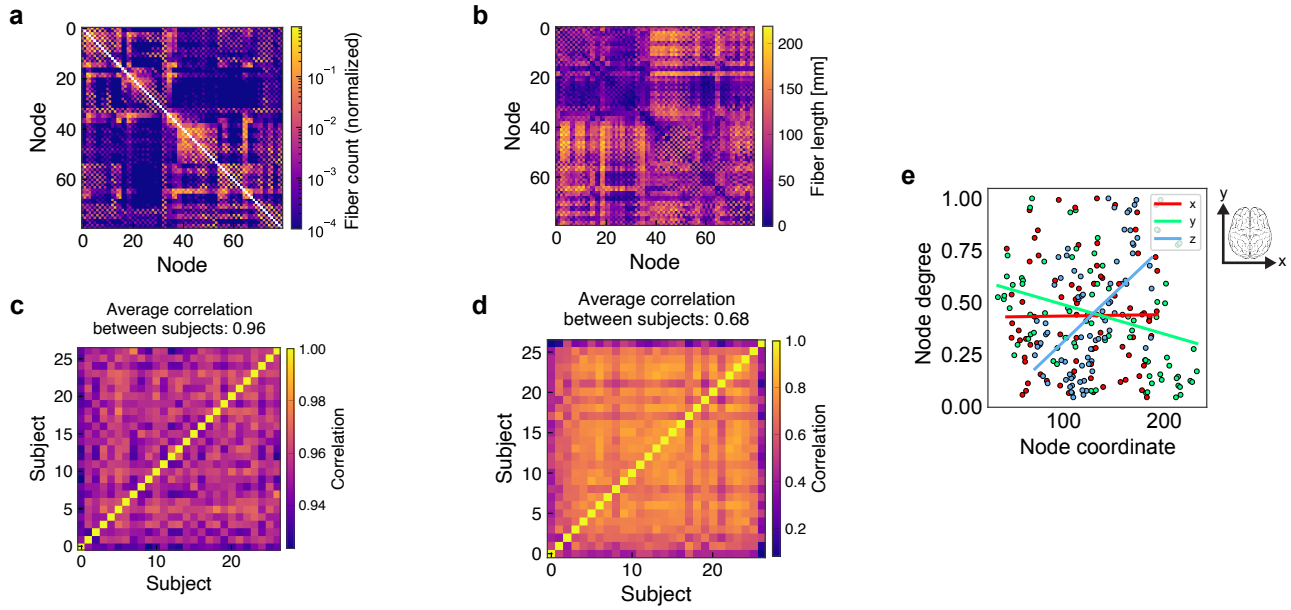 a
0
20
40
60
Node
0 20 40 60
Node
10⁻¹
10⁻²
10⁻³
10⁻⁴
Fiber count (normalized)
b
0
20
40
60
Node
0 20 40 60
Node
200
150
100
50
0
Fiber length [mm]
c
Average correlation
between subjects: 0.96
25
20
15
10
5
0
Subject
0 10 20
Subject
1.00
0.98
0.96
0.94
Correlation
d
Average correlation
between subjects: 0.68
25
20
15
10
5
0
Subject
0 10 20
Subject
1.0
0.8
0.6
0.4
0.2
Correlation
e
1.00
0.75
0.50
0.25
0.00
Node degree
100 200
Node coordinate
x
y
z
y
x